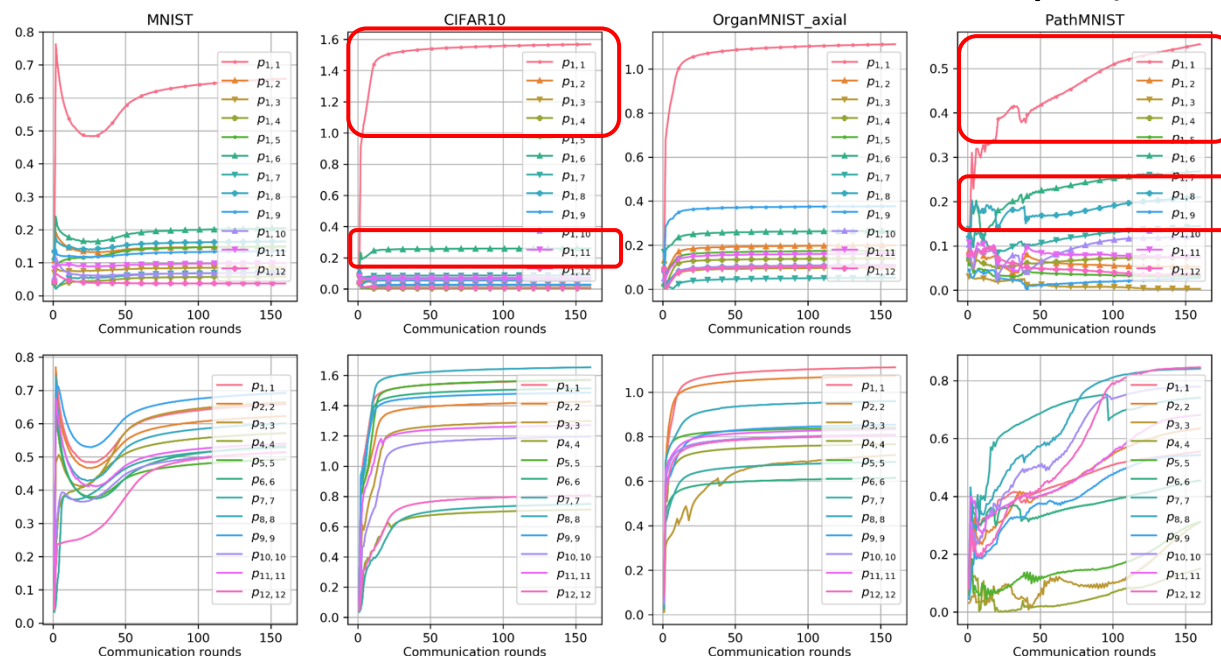 MNIST
0.8
0.7
0.6
0.5
0.4
0.3
0.2
0.1
0.0
p1,1
p1,2
p1,3
p1,4
p1,5
p1,6
p1,7
p1,8
p1,9
p1,10
p1,11
p1,12
0 50 100 150
Communication rounds
CIFAR10
1.6
1.4
1.2
1.0
0.8
0.6
0.4
0.2
0.0
p1,1
p1,2
p1,3
p1,4
p1,5
p1,6
p1,7
p1,8
p1,9
p1,10
p1,11
p1,12
0 50 100 150
Communication rounds
OrganMNIST_axial
1.0
0.8
0.6
0.4
0.2
0.0
p1,1
p1,2
p1,3
p1,4
p1,5
p1,6
p1,7
p1,8
p1,9
p1,10
p1,11
p1,12
0 50 100 150
Communication rounds
PathMNIST
0.5
0.4
0.3
0.2
0.1
0.0
p1,1
p1,2
p1,3
p1,4
p1,5
p1,6
p1,7
p1,8
p1,9
p1,10
p1,11
p1,12
0 50 100 150
Communication rounds
0.8
0.7
0.6
0.5
0.4
0.3
0.2
0.1
0.0
p1,1
p2,2
p3,3
p4,4
p5,5
p6,6
p7,7
p8,8
p9,9
p10,10
p11,11
p12,12
0 50 100 150
Communication rounds
1.6
1.4
1.2
1.0
0.8
0.6
0.4
0.2
0.0
p1,1
p2,2
p3,3
p4,4
p5,5
p6,6
p7,7
p8,8
p9,9
p10,10
p11,11
p12,12
0 50 100 150
Communication rounds
1.0
0.8
0.6
0.4
0.2
0.0
p1,1
p2,2
p3,3
p4,4
p5,5
p6,6
p7,7
p8,8
p9,9
p10,10
p11,11
p12,12
0 50 100 150
Communication rounds
0.8
0.6
0.4
0.2
0.0
p1,1
p2,2
p3,3
p4,4
p5,5
p6,6
p7,7
p8,8
p9,9
p10,10
p11,11
p12,12
0 50 100 150
Communication rounds